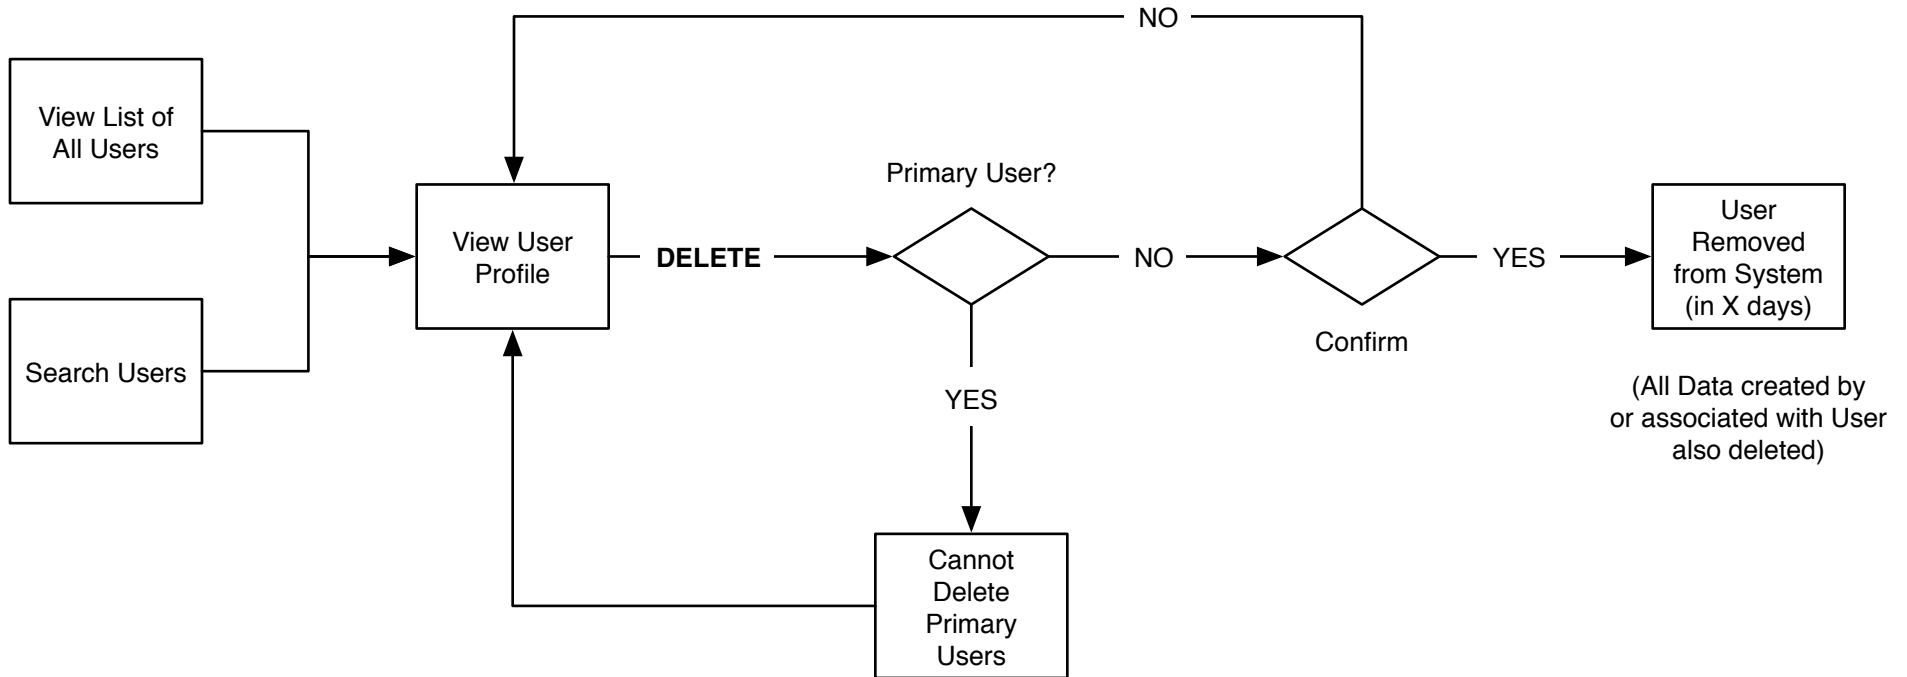 NO
View List of
All Users
Primary User?
View User
Profile
DELETE
NO
YES
User
Removed
from System
(in X days)
Confirm
Search Users
YES
(All Data created by
or associated with User
also deleted)
Cannot
Delete
Primary
Users